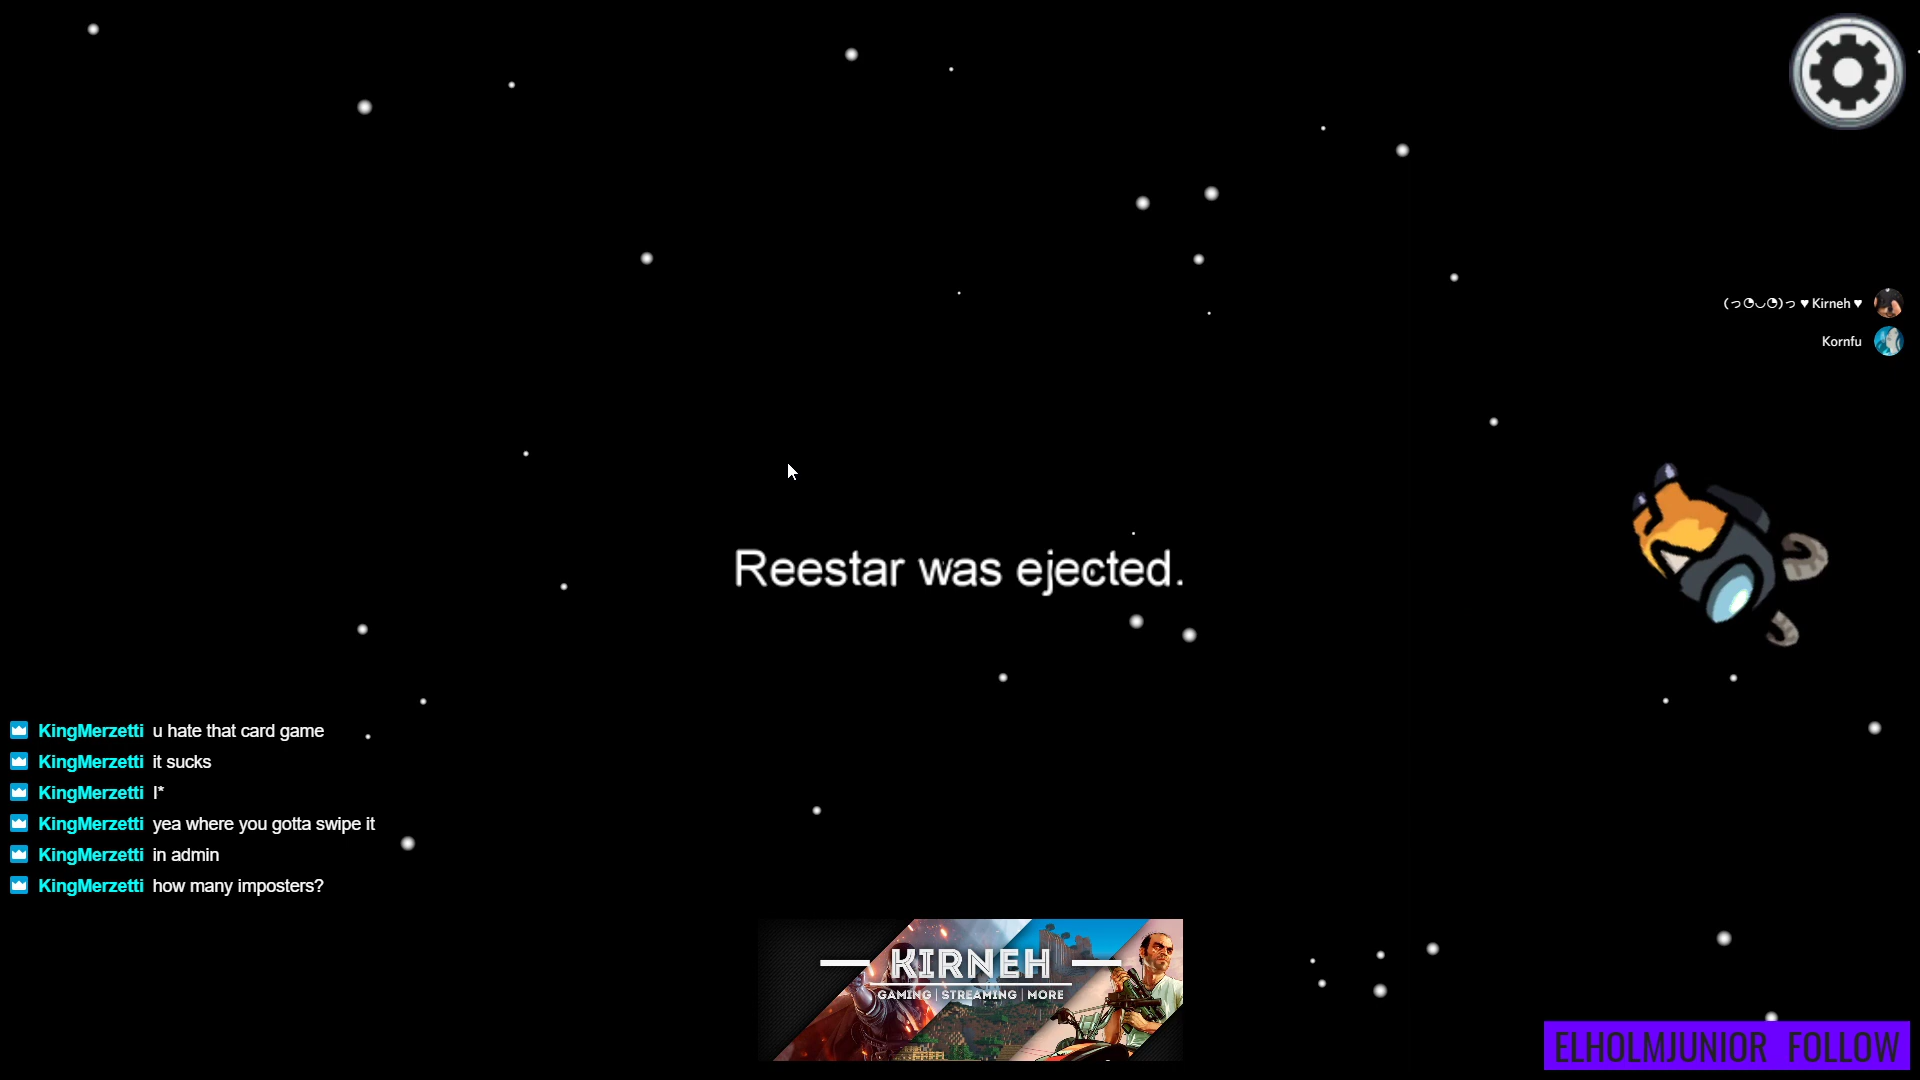 (っ◔◡◔)っ ♥ Kirneh ♥
Kornfu
Reestar was ejected.
KingMerzetti u hate that card game
KingMerzetti it sucks
KingMerzetti I*
KingMerzetti yea where you gotta swipe it
KingMerzetti in admin
KingMerzetti how many imposters?
KIRNEH
GAMING | STREAMING | MORE
ELHOLMJUNIOR FOLLOW